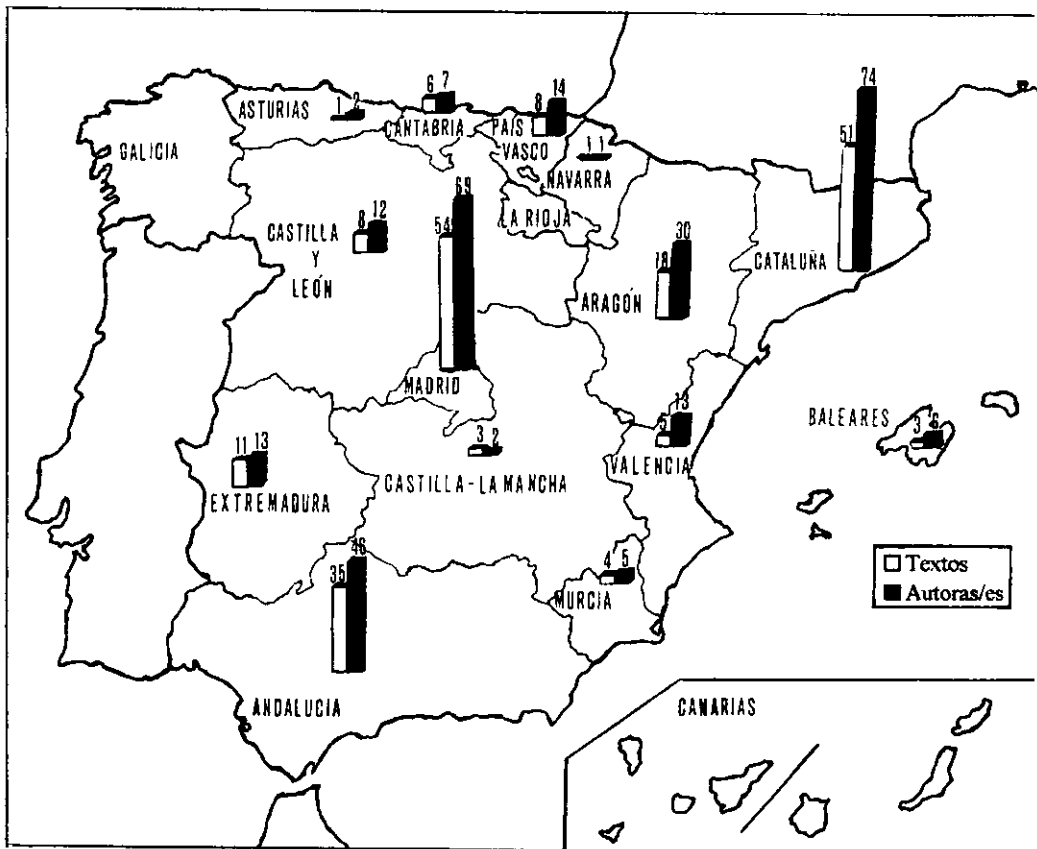 74
6 7
14
1 2
8
ASTURIAS
CANTABRIA
PAÍS
VASCO
51
GALICIA
1 1
NAVARRA
69
LA RIOJA
12
8
54
30
CASTILLA
Y
LEÓN
CATALUÑA
18
ARAGÓN
MADRID
13
5
BALEARES
3 6
3 2
11 13
VALENCIA
CASTILLA-LA MANCHA
EXTREMADURA
46
35
4 5
MURCIA
Textos
Autoras/es
ANDALUCIA
CANARIAS